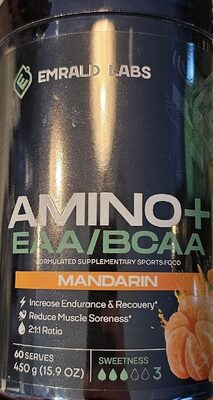 EMRALD LABS
AMINO+
EAA/BCAA
FORMULATED SUPPLEMENTARY SPORTS FOOD
MANDARIN
Increase Endurance & Recovery*
Reduce Muscle Soreness*
2:1:1 Ratio
60 SERVES
450 g (15.9 OZ)
SWEETNESS
3